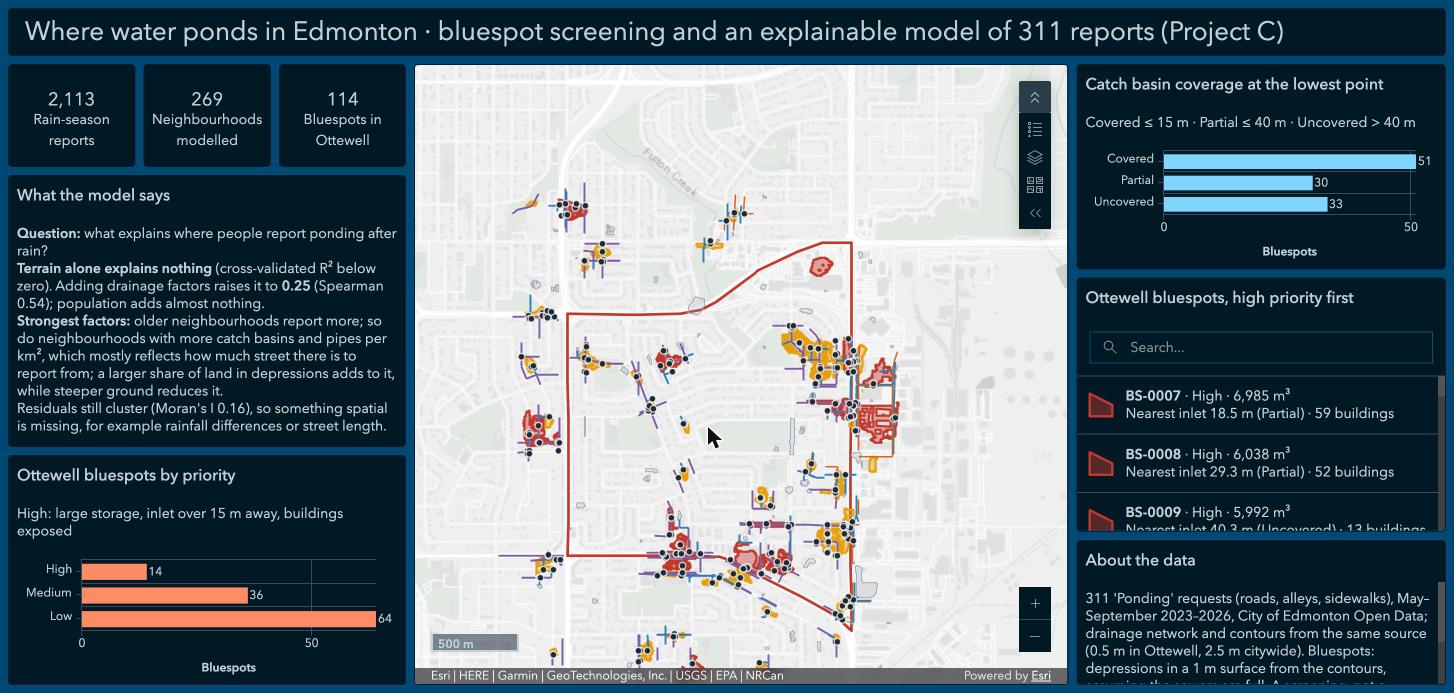 Where water ponds in Edmonton · bluespot screening and an explainable model of 311 reports (Project C)
2,113
Rain-season
reports
269
Neighbourhoods
modelled
114
Bluespots in
Ottewell
What the model says
Question: what explains where people report ponding after
rain?
Terrain alone explains nothing (cross-validated R² below
zero). Adding drainage factors raises it to 0.25 (Spearman
0.54); population adds almost nothing.
Strongest factors: older neighbourhoods report more; so
do neighbourhoods with more catch basins and pipes per
km², which mostly reflects how much street there is to
report from; a larger share of land in depressions adds to it,
while steeper ground reduces it.
Residuals still cluster (Moran's I 0.16), so something spatial
is missing, for example rainfall differences or street length.
Ottewell bluespots by priority
High: large storage, inlet over 15 m away, buildings
exposed
High
14
Medium
36
Low
64
0
50
Bluespots
Fulton Creek
500 m
Esri | HERE | Garmin | GeoTechnologies, Inc. | USGS | EPA | NRCan
Powered by Esri
Catch basin coverage at the lowest point
Covered ≤ 15 m · Partial ≤ 40 m · Uncovered > 40 m
Covered
51
Partial
30
Uncovered
33
0
50
Bluespots
Ottewell bluespots, high priority first
Search...
BS-0007 · High · 6,985 m³
Nearest inlet 18.5 m (Partial) · 59 buildings
BS-0008 · High · 6,038 m³
Nearest inlet 29.3 m (Partial) · 52 buildings
BS-0009 · High · 5,992 m³
Nearest inlet 40.3 m (Uncovered) · 13 buildings
About the data
311 'Ponding' requests (roads, alleys, sidewalks), May–
September 2023–2026, City of Edmonton Open Data;
drainage network and contours from the same source
(0.5 m in Ottewell, 2.5 m citywide). Bluespots:
depressions in a 1 m surface from the contours,